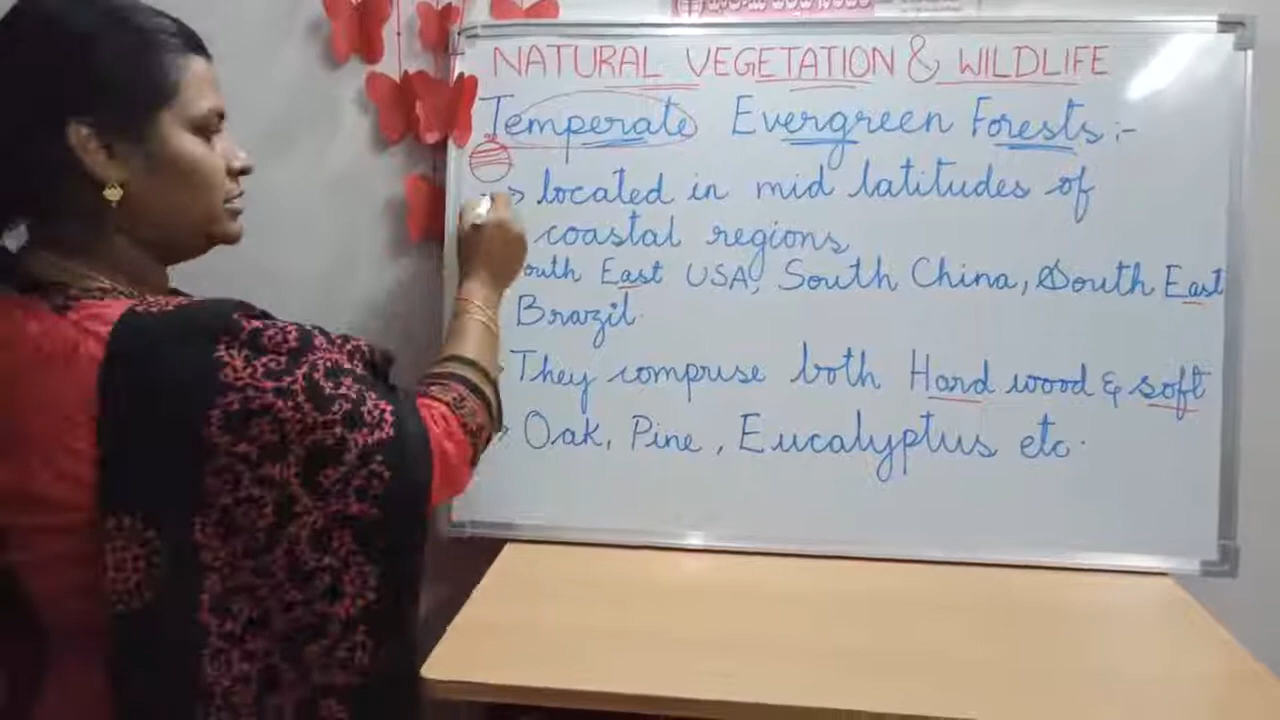 NATURAL VEGETATION & WILDLIFE
Temperate Evergreen Forests :-
located in mid latitudes of
coastal regions
outh East USA, South China, South East
Brazil.
They comprise both Hard wood & soft
Oak, Pine, Eucalyptus etc.